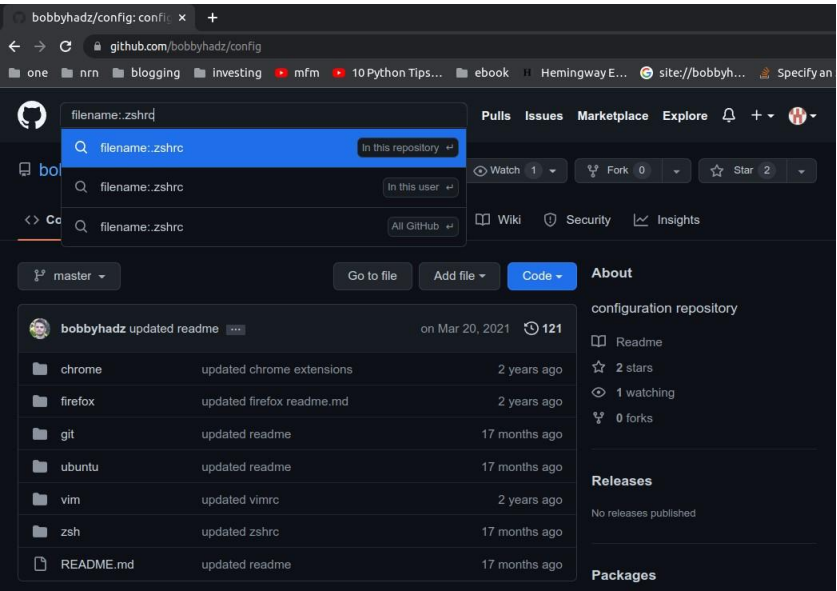 bobbyhadz/config: config
github.com/bobbyhadz/config
one nrn blogging investing mfm 10 Python Tips... ebook Hemingway E... site://bobbyh... Specify an
filename:.zshrc Pulls Issues Marketplace Explore
filename:.zshrc In this repository
filename:.zshrc In this user
filename:.zshrc All GitHub
bo Watch 1 Fork 0 Star 2
Co Wiki Security Insights
master Go to file Add file Code About
configuration repository
bobbyhadz updated readme ... on Mar 20, 2021 121
Readme
chrome updated chrome extensions 2 years ago 2 stars
firefox updated firefox readme.md 2 years ago 1 watching
0 forks
git updated readme 17 months ago
ubuntu updated readme 17 months ago
Releases
vim updated vimrc 2 years ago
No releases published
zsh updated zshrc 17 months ago
README.md updated readme 17 months ago
Packages